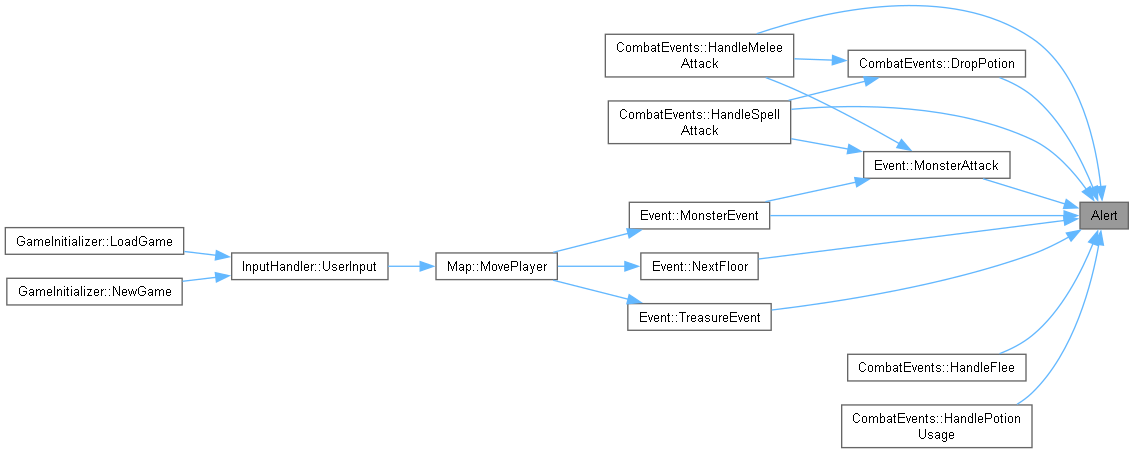 CombatEvents::HandleMelee
Attack
CombatEvents::DropPotion
CombatEvents::HandleSpell
Attack
Event::MonsterAttack
Event::MonsterEvent
Alert
GameInitializer::LoadGame
InputHandler::UserInput
Map::MovePlayer
Event::NextFloor
GameInitializer::NewGame
Event::TreasureEvent
CombatEvents::HandleFlee
CombatEvents::HandlePotion
Usage